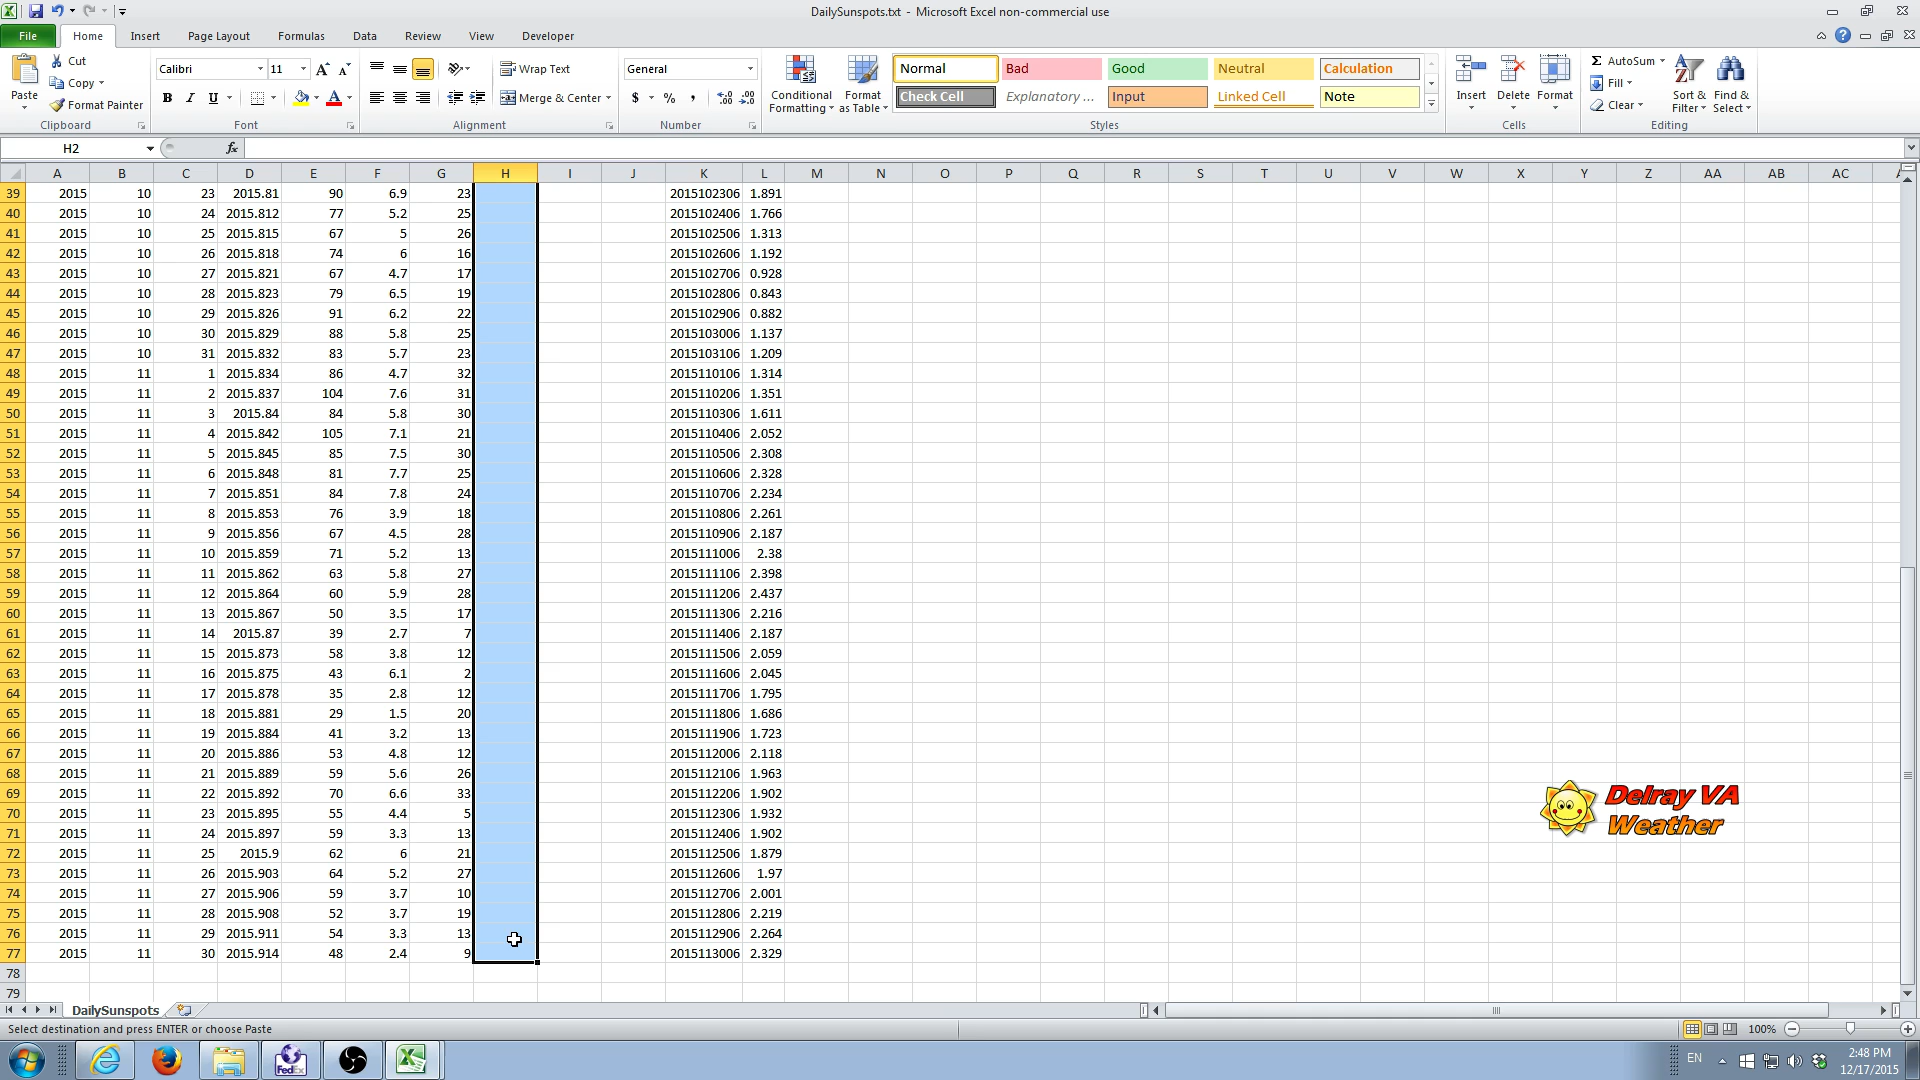 DailySunspots.txt - Microsoft Excel non-commercial use
File Home Insert Page Layout Formulas Data Review View Developer
Paste Cut Copy Format Painter Clipboard
Calibri 11 A A B I U A Font
Wrap Text Merge & Center Alignment
General $ % , Number
Conditional Formatting Format as Table
Normal Bad Good Neutral Calculation
Check Cell Explanatory ... Input Linked Cell Note
Styles
Insert Delete Format Cells
Σ AutoSum Fill Clear Sort & Filter Find & Select Editing
H2 fx
A B C D E F G H I J K L M N O P Q R S T U V W X Y Z AA AB AC
39 2015 10 23 2015.81 90 6.9 23 2015102306 1.891
40 2015 10 24 2015.812 77 5.2 25 2015102406 1.766
41 2015 10 25 2015.815 67 5 26 2015102506 1.313
42 2015 10 26 2015.818 74 6 16 2015102606 1.192
43 2015 10 27 2015.821 67 4.7 17 2015102706 0.928
44 2015 10 28 2015.823 79 6.5 19 2015102806 0.843
45 2015 10 29 2015.826 91 6.2 22 2015102906 0.882
46 2015 10 30 2015.829 88 5.8 25 2015103006 1.137
47 2015 10 31 2015.832 83 5.7 23 2015103106 1.209
48 2015 11 1 2015.834 86 4.7 32 2015110106 1.314
49 2015 11 2 2015.837 104 7.6 31 2015110206 1.351
50 2015 11 3 2015.84 84 5.8 30 2015110306 1.611
51 2015 11 4 2015.842 105 7.1 21 2015110406 2.052
52 2015 11 5 2015.845 85 7.5 30 2015110506 2.308
53 2015 11 6 2015.848 81 7.7 25 2015110606 2.328
54 2015 11 7 2015.851 84 7.8 24 2015110706 2.234
55 2015 11 8 2015.853 76 3.9 18 2015110806 2.261
56 2015 11 9 2015.856 67 4.5 28 2015110906 2.187
57 2015 11 10 2015.859 71 5.2 13 2015111006 2.38
58 2015 11 11 2015.862 63 5.8 27 2015111106 2.398
59 2015 11 12 2015.864 60 5.9 28 2015111206 2.437
60 2015 11 13 2015.867 50 3.5 17 2015111306 2.216
61 2015 11 14 2015.87 39 2.7 7 2015111406 2.187
62 2015 11 15 2015.873 58 3.8 12 2015111506 2.059
63 2015 11 16 2015.875 43 6.1 2 2015111606 2.045
64 2015 11 17 2015.878 35 2.8 12 2015111706 1.795
65 2015 11 18 2015.881 29 1.5 20 2015111806 1.686
66 2015 11 19 2015.884 41 3.2 13 2015111906 1.723
67 2015 11 20 2015.886 53 4.8 12 2015112006 2.118
68 2015 11 21 2015.889 59 5.6 26 2015112106 1.963
69 2015 11 22 2015.892 70 6.6 33 2015112206 1.902
70 2015 11 23 2015.895 55 4.4 5 2015112306 1.932
71 2015 11 24 2015.897 59 3.3 13 2015112406 1.902
72 2015 11 25 2015.9 62 6 21 2015112506 1.879
73 2015 11 26 2015.903 64 5.2 27 2015112606 1.97
74 2015 11 27 2015.906 59 3.7 10 2015112706 2.001
75 2015 11 28 2015.908 52 3.7 19 2015112806 2.219
76 2015 11 29 2015.911 54 3.3 13 2015112906 2.264
77 2015 11 30 2015.914 48 2.4 9 2015113006 2.329
78
79
Delray VA
Weather
DailySunspots
Select destination and press ENTER or choose Paste 100%
FedEx
EN 2:48 PM
12/17/2015